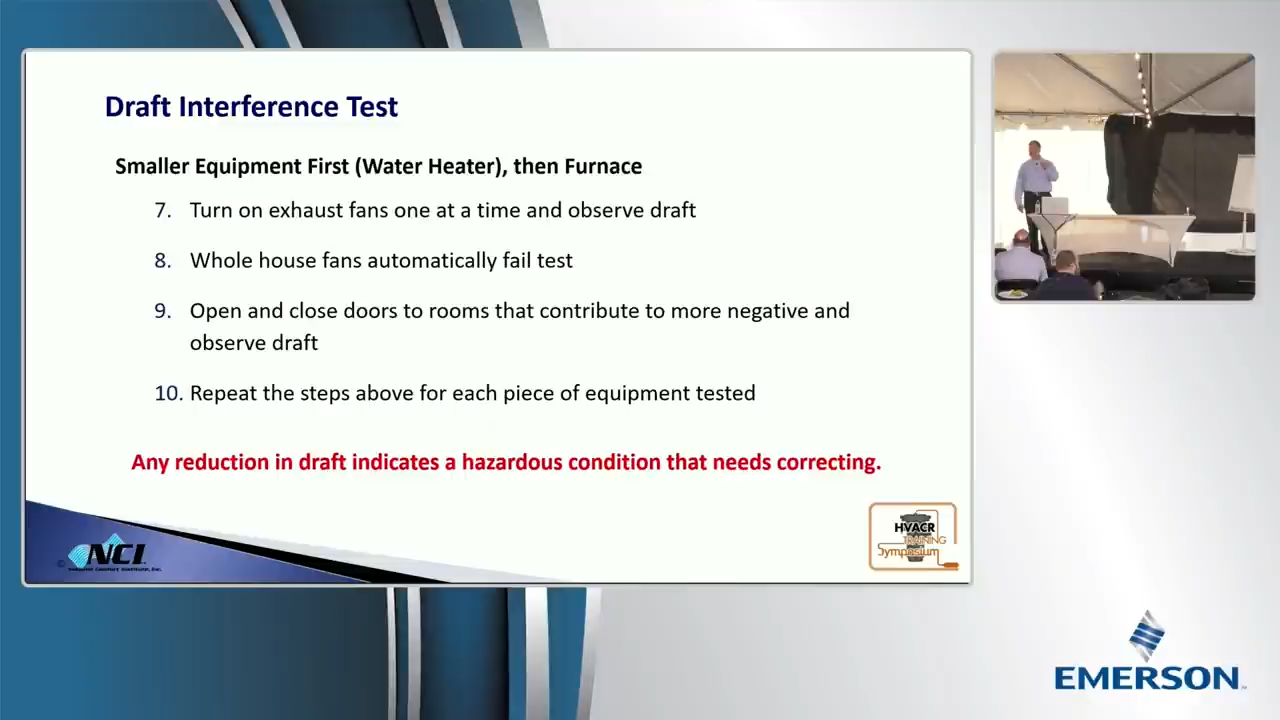 Draft Interference Test
Smaller Equipment First (Water Heater), then Furnace
7. Turn on exhaust fans one at a time and observe draft
8. Whole house fans automatically fail test
9. Open and close doors to rooms that contribute to more negative and
observe draft
10. Repeat the steps above for each piece of equipment tested
Any reduction in draft indicates a hazardous condition that needs correcting.
© NCI
HVACR
TRAINING
Symposium
EMERSON